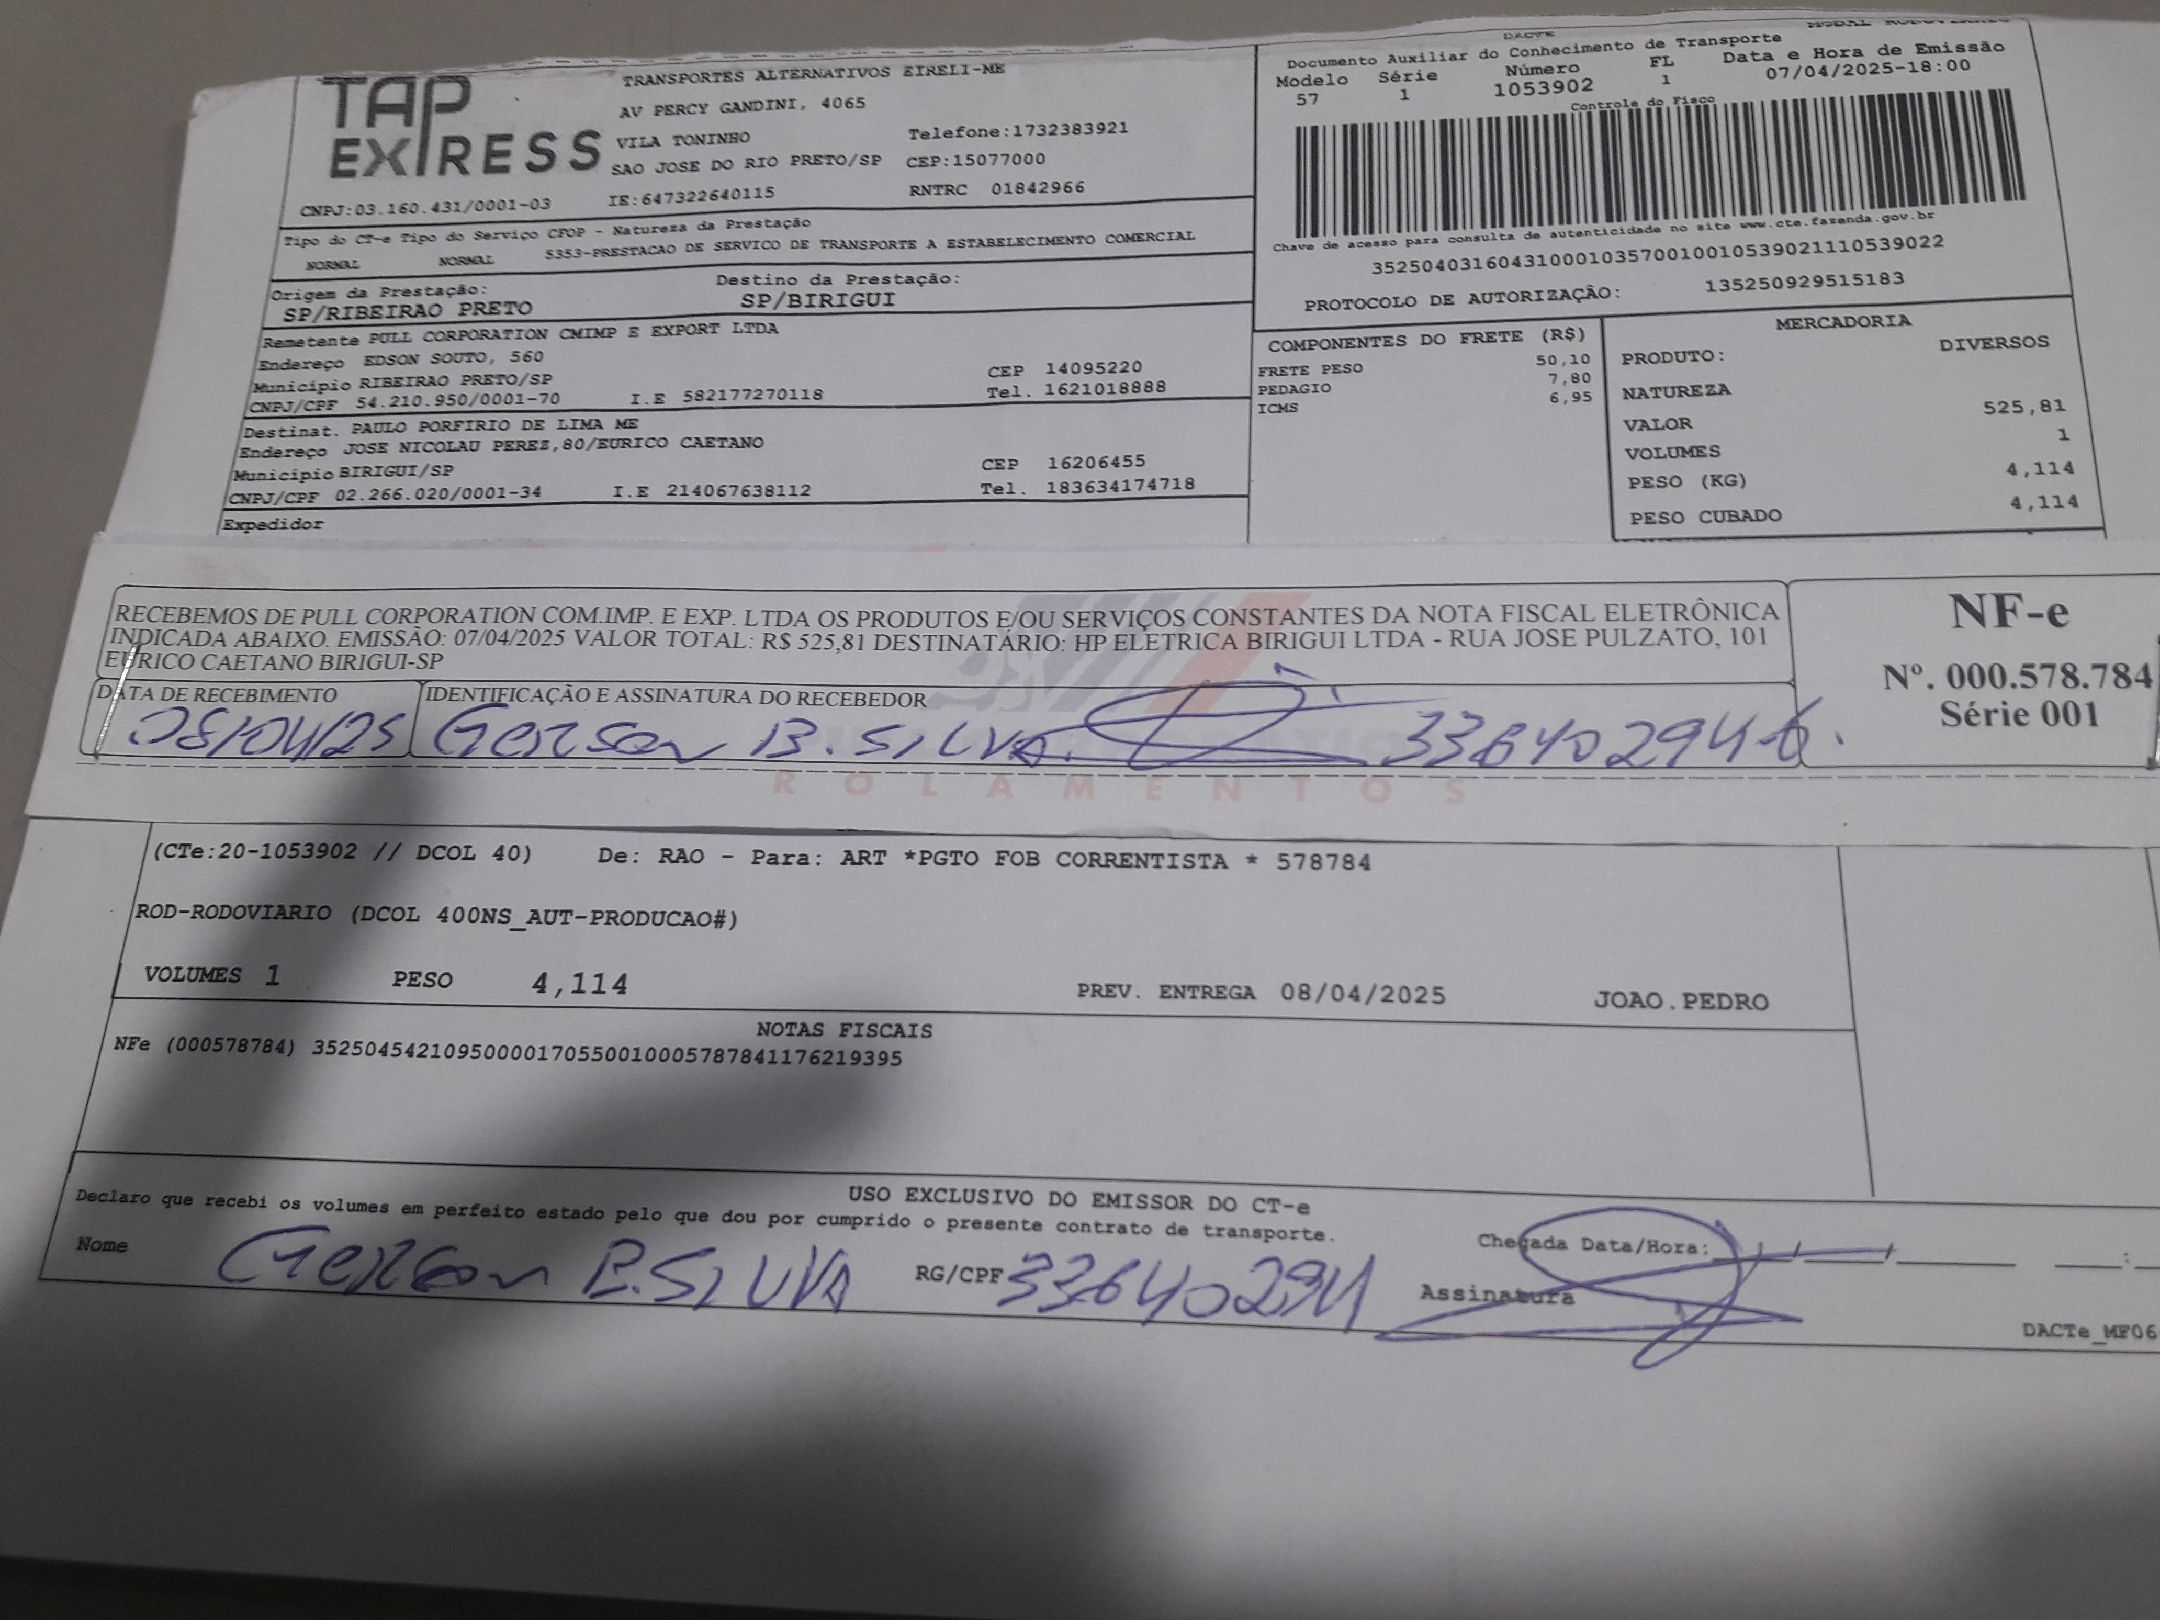 DACTE
MODAL RODOVIARIO
TAP EXPRESS
TRANSPORTES ALTERNATIVOS EIRELI-ME
AV PERCY GANDINI, 4065
VILA TONINHO
Telefone:1732383921
SAO JOSE DO RIO PRETO/SP CEP:15077000
CNPJ:03.160.431/0001-03 IE:647322640115 RNTRC 01842966
Documento Auxiliar do Conhecimento de Transporte
Modelo Série Número FL Data e Hora de Emissão
57 1 1053902 1 07/04/2025-18:00
Controle do Fisco
Chave de acesso para consulta de autenticidade no site www.cte.fazenda.gov.br
35250403160431000103570010010539021110539022
PROTOCOLO DE AUTORIZAÇÃO: 135250929515183
Tipo do CT-e Tipo do Serviço CFOP - Natureza da Prestação
NORMAL NORMAL 5353-PRESTACAO DE SERVICO DE TRANSPORTE A ESTABELECIMENTO COMERCIAL
Origem da Prestação: Destino da Prestação:
SP/RIBEIRAO PRETO SP/BIRIGUI
Remetente PULL CORPORATION CMIMP E EXPORT LTDA
Endereço EDSON SOUTO, 560
Município RIBEIRAO PRETO/SP CEP 14095220
CNPJ/CPF 54.210.950/0001-70 I.E 582177270118 Tel. 1621018888
Destinat. PAULO PORFIRIO DE LIMA ME
Endereço JOSE NICOLAU PEREZ,80/EURICO CAETANO
Município BIRIGUI/SP CEP 16206455
CNPJ/CPF 02.266.020/0001-34 I.E 214067638112 Tel. 183634174718
Expedidor
COMPONENTES DO FRETE (R$)
FRETE PESO 50,10
PEDAGIO 7,80
ICMS 6,95
MERCADORIA
PRODUTO: DIVERSOS
NATUREZA
VALOR 525,81
VOLUMES 1
PESO (KG) 4,114
PESO CUBADO 4,114
RECEBEMOS DE PULL CORPORATION COM.IMP. E EXP. LTDA OS PRODUTOS E/OU SERVIÇOS CONSTANTES DA NOTA FISCAL ELETRÔNICA
INDICADA ABAIXO. EMISSÃO: 07/04/2025 VALOR TOTAL: R$ 525,81 DESTINATÁRIO: HP ELETRICA BIRIGUI LTDA - RUA JOSE PULZATO, 101
EURICO CAETANO BIRIGUI-SP
DATA DE RECEBIMENTO IDENTIFICAÇÃO E ASSINATURA DO RECEBEDOR
08/04/25 Gerson B. SILVA. 336402944-6.
NF-e
Nº. 000.578.784
Série 001
ROLAMENTOS
(CTe:20-1053902 // DCOL 40) De: RAO - Para: ART *PGTO FOB CORRENTISTA * 578784
ROD-RODOVIARIO (DCOL 400NS_AUT-PRODUCAO#)
VOLUMES 1 PESO 4,114 PREV. ENTREGA 08/04/2025 JOAO.PEDRO
NOTAS FISCAIS
NFe (000578784) 35250454210950000170550010005787841176219395
USO EXCLUSIVO DO EMISSOR DO CT-e
Declaro que recebi os volumes em perfeito estado pelo que dou por cumprido o presente contrato de transporte.
Nome Gerson B. SILVA RG/CPF 336402944 Chegada Data/Hora: __/__/____ __:__
Assinatura
DACTe_MF06